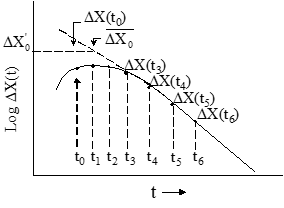 ΔX(t₀)
ΔX₀
ΔX'₀
ΔX(t₃)
ΔX(t₄)
ΔX(t₅)
ΔX(t₆)
Log ΔX(t)
t₀ t₁ t₂ t₃ t₄ t₅ t₆
t